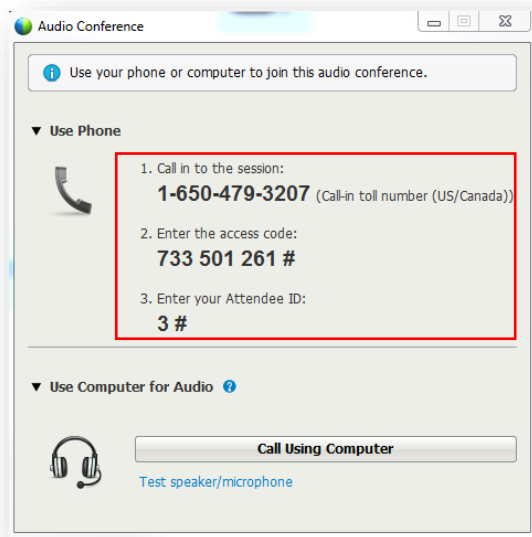 Audio Conference
Use your phone or computer to join this audio conference.
Use Phone
1. Call in to the session:
1-650-479-3207 (Call-in toll number (US/Canada))
2. Enter the access code:
733 501 261 #
3. Enter your Attendee ID:
3 #
Use Computer for Audio
Call Using Computer
Test speaker/microphone